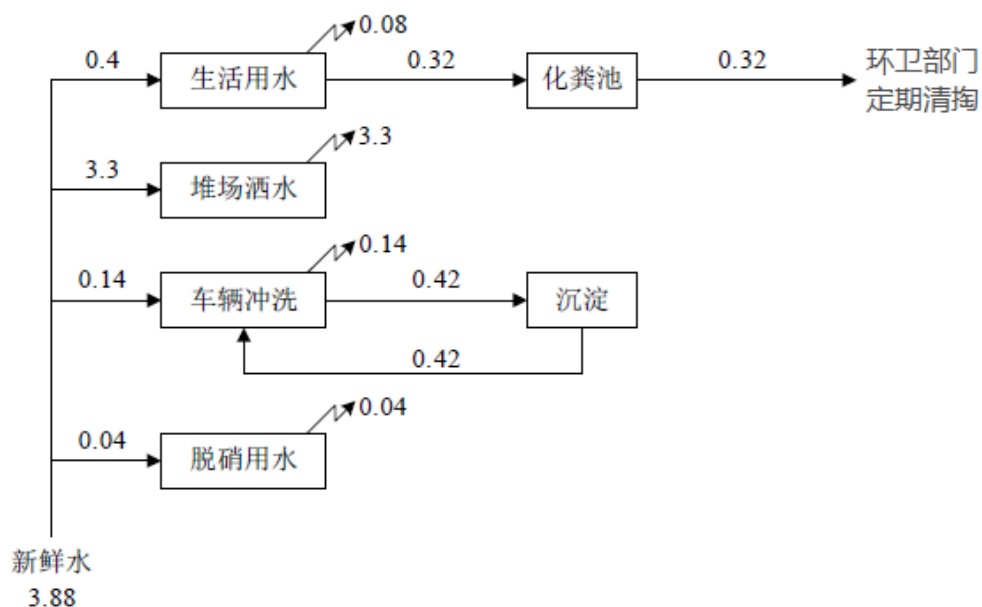 0.08
0.4
生活用水
0.32
化粪池
0.32
环卫部门
定期清掏
3.3
3.3
堆场洒水
0.14
0.14
车辆冲洗
0.42
沉淀
0.42
0.04
0.04
脱硝用水
新鲜水
3.88